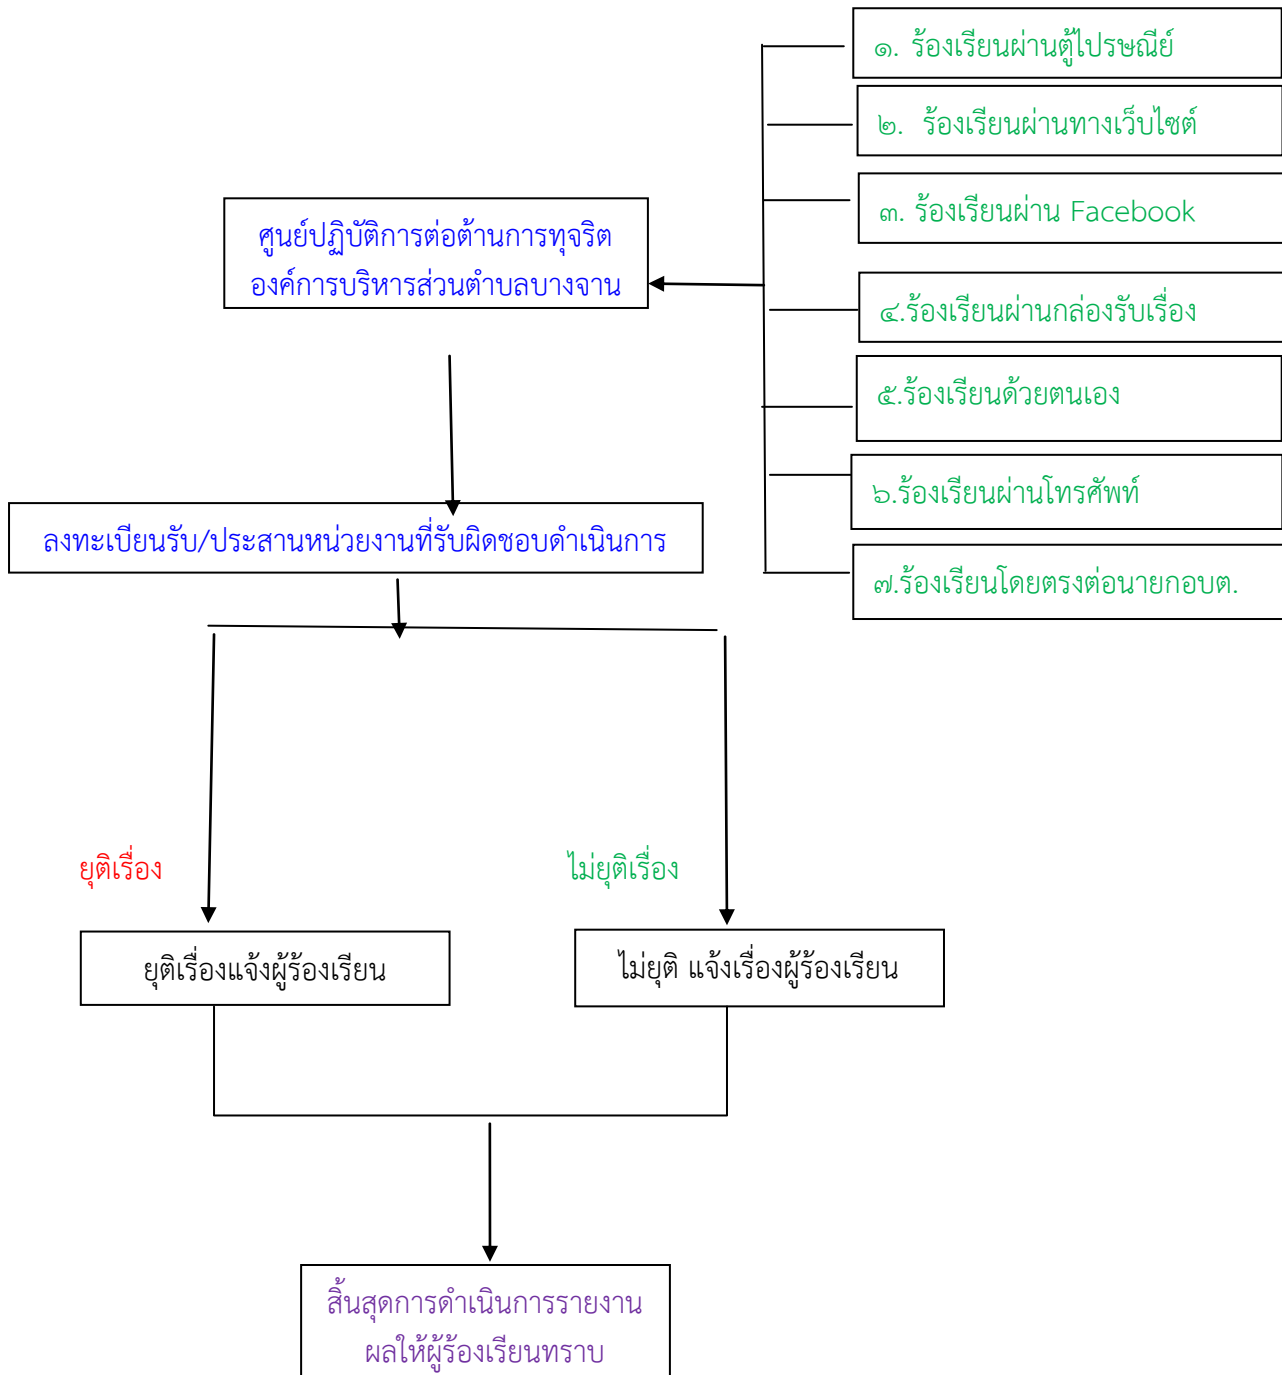 ๑. ร้องเรียนผ่านตู้ไปรษณีย์
๒. ร้องเรียนผ่านทางเว็บไซต์
๓. ร้องเรียนผ่าน Facebook
ศูนย์ปฏิบัติการต่อต้านการทุจริต
องค์การบริหารส่วนตำบลบางจาน
๔.ร้องเรียนผ่านกล่องรับเรื่อง
๕.ร้องเรียนด้วยตนเอง
๖.ร้องเรียนผ่านโทรศัพท์
๗.ร้องเรียนโดยตรงต่อนายกอบต.
ลงทะเบียนรับ/ประสานหน่วยงานที่รับผิดชอบดำเนินการ
ยุติเรื่อง
ไม่ยุติเรื่อง
ยุติเรื่องแจ้งผู้ร้องเรียน
ไม่ยุติ แจ้งเรื่องผู้ร้องเรียน
สิ้นสุดการดำเนินการรายงาน
ผลให้ผู้ร้องเรียนทราบ